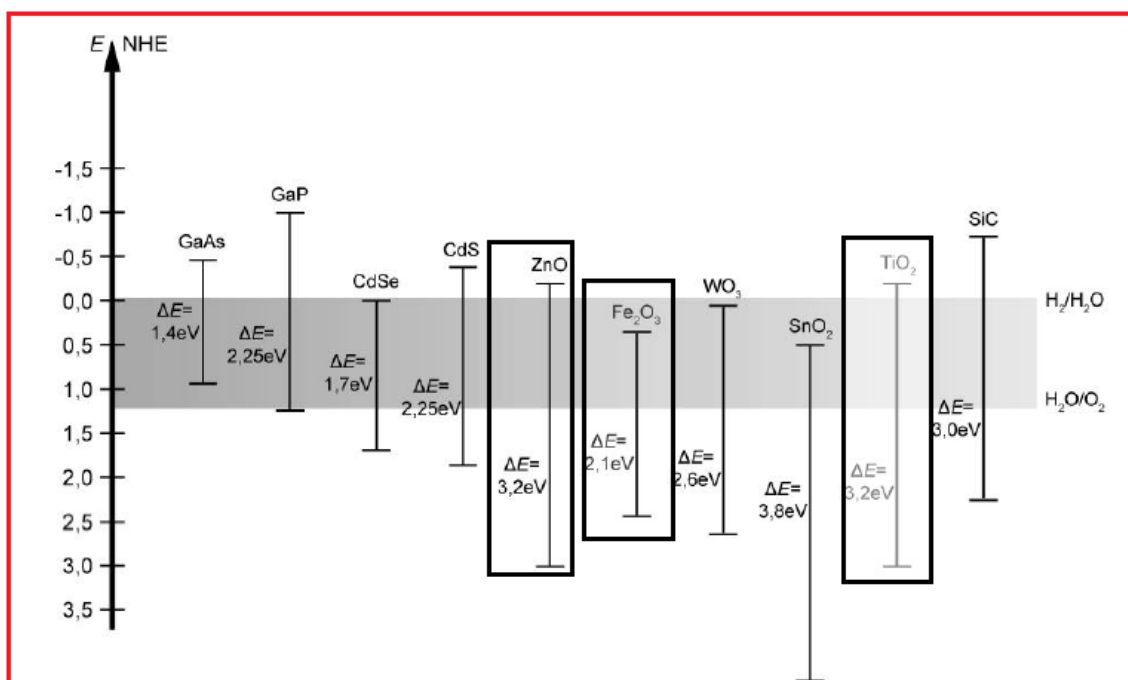 E NHE
-1,5
-1,0
-0,5
0,0
0,5
1,0
1,5
2,0
2,5
3,0
3,5
GaAs
ΔE=
1,4eV
GaP
ΔE=
2,25eV
CdSe
ΔE=
1,7eV
CdS
ΔE=
2,25eV
ZnO
ΔE=
3,2eV
Fe₂O₃
ΔE=
2,1eV
WO₃
ΔE=
2,6eV
SnO₂
ΔE=
3,8eV
TiO₂
ΔE=
3,2eV
SiC
ΔE=
3,0eV
H₂/H₂O
H₂O/O₂